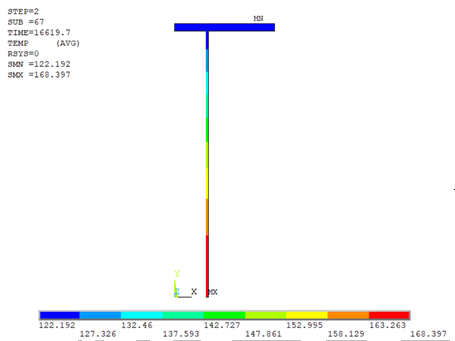 STEP=2
SUB =67
TIME=16619.7
TEMP (AVG)
RSYS=0
SMN =122.192
SMX =168.397
MN
Y
Z X MX
122.192 132.46 142.727 152.995 163.263
127.326 137.593 147.861 158.129 168.397